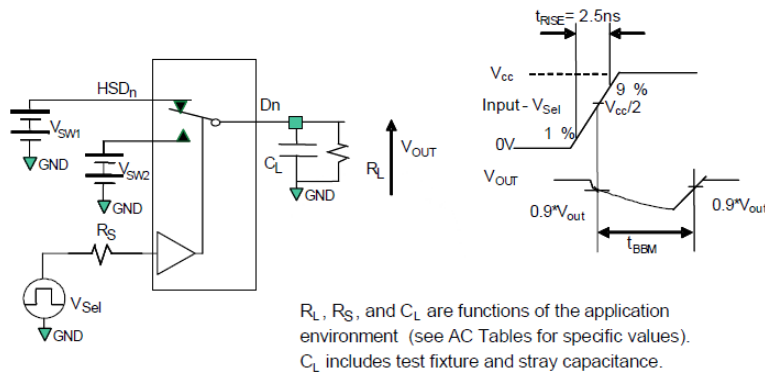 HSDn
VSW1
GND
VSW2
GND
RS
VSel
GND
Dn
CL
RL
VOUT
GND
tRISE= 2.5ns
Vcc
9 %
Input - VSel
Vcc/2
1 %
0V
VOUT
0.9*Vout
0.9*Vout
tBBM
RL, RS, and CL are functions of the application
environment (see AC Tables for specific values).
CL includes test fixture and stray capacitance.